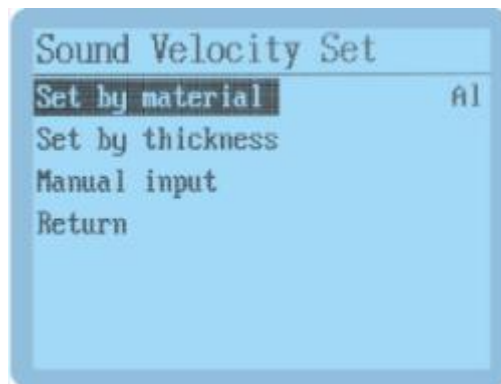 Sound Velocity Set
Set by material Al
Set by thickness
Manual input
Return